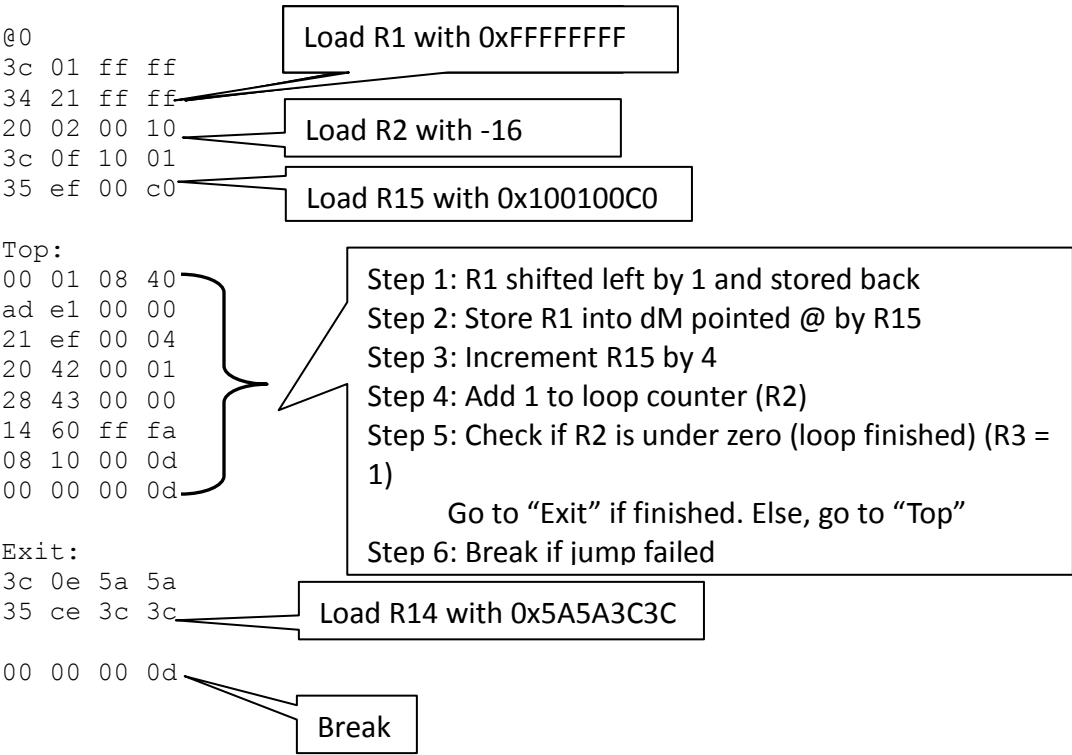 @0
3c 01 ff ff
34 21 ff ff
20 02 00 10
3c 0f 10 01
35 ef 00 c0
Load R1 with 0xFFFFFFFF
Load R2 with -16
Load R15 with 0x100100C0
Top:
00 01 08 40
ad e1 00 00
21 ef 00 04
20 42 00 01
28 43 00 00
14 60 ff fa
08 10 00 0d
00 00 00 0d
Step 1: R1 shifted left by 1 and stored back
Step 2: Store R1 into dM pointed @ by R15
Step 3: Increment R15 by 4
Step 4: Add 1 to loop counter (R2)
Step 5: Check if R2 is under zero (loop finished) (R3 =
1)
Go to “Exit” if finished. Else, go to “Top”
Step 6: Break if jump failed
Exit:
3c 0e 5a 5a
35 ce 3c 3c
Load R14 with 0x5A5A3C3C
00 00 00 0d
Break